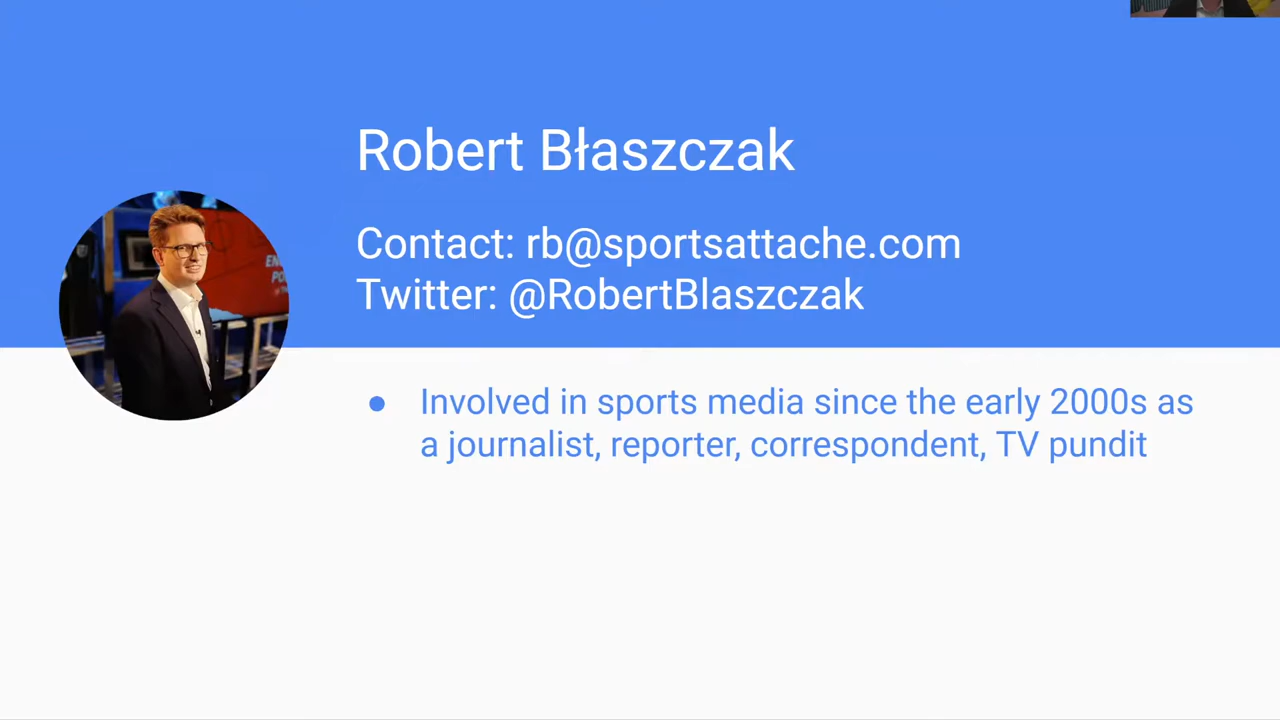 Robert Błaszczak
Contact: rb@sportsattache.com
Twitter: @RobertBlaszczak
● Involved in sports media since the early 2000s as
a journalist, reporter, correspondent, TV pundit